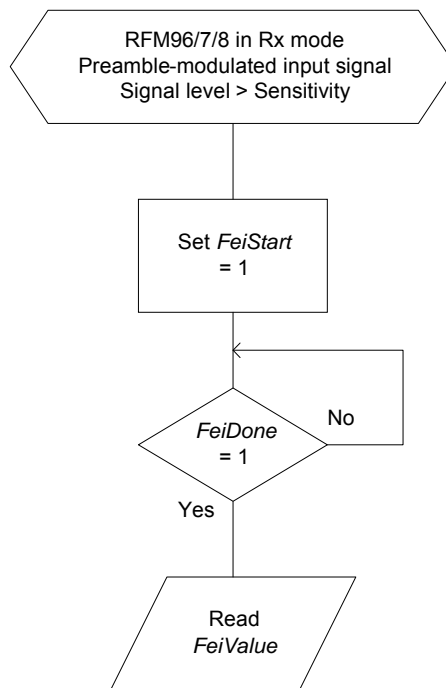 RFM96/7/8 in Rx mode
Preamble-modulated input signal
Signal level > Sensitivity
Set FeiStart
= 1
FeiDone
= 1
No
Yes
Read
FeiValue